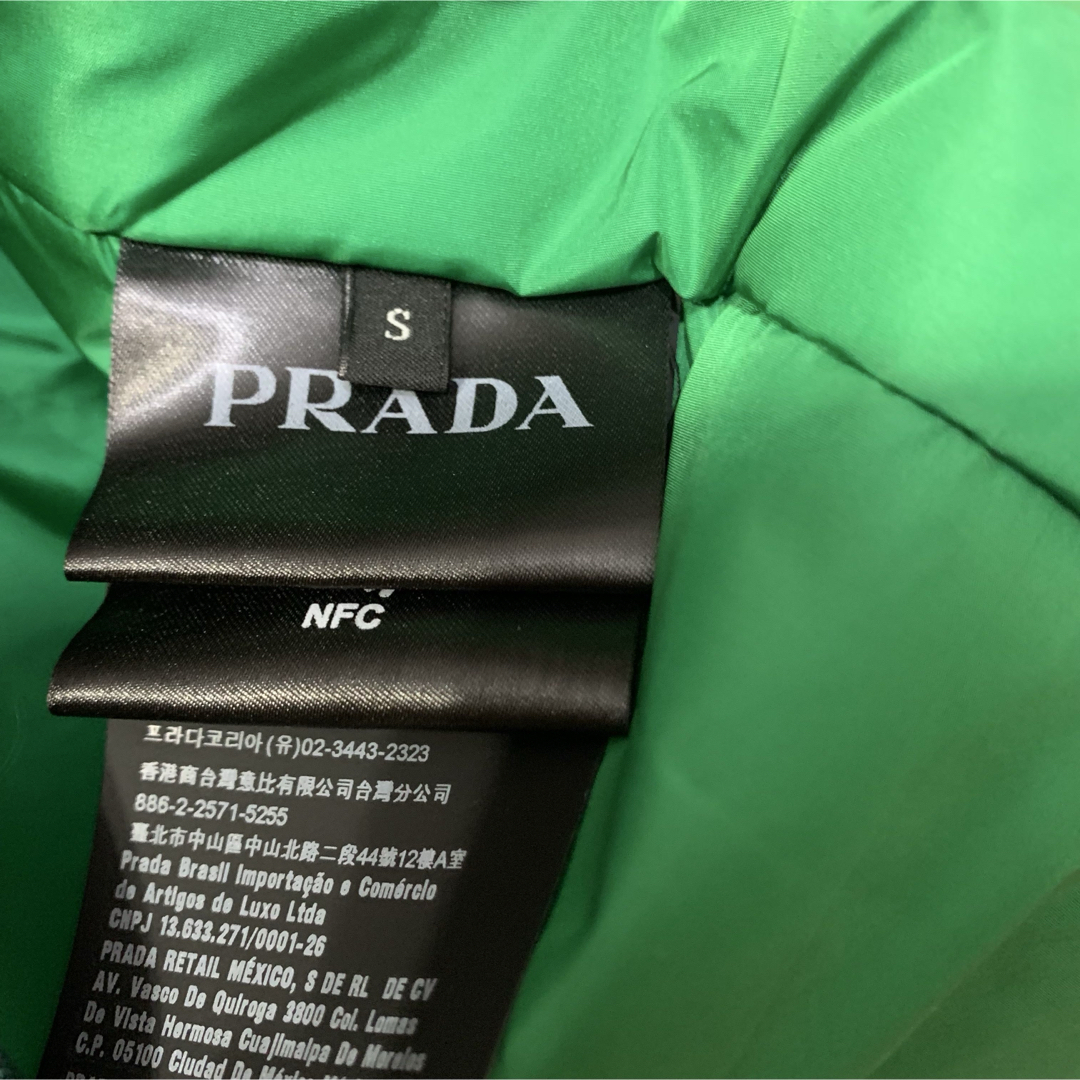 S
PRADA
NFC
프라다코리아(유)02-3443-2323
香港商台灣意比有限公司台灣分公司
886-2-2571-5255
臺北市中山區中山北路二段44號12樓A室
Prada Brasil Importação e Comércio
de Artigos de Luxo Ltda
CNPJ 13.633.271/0001-26
PRADA RETAIL MÉXICO, S DE RL DE CV
AV. Vasco De Quiroga 3800 Col. Lomas
De Vista Hermosa Cuajimalpa De Morelos
C.P. 05100 Ciudad De México